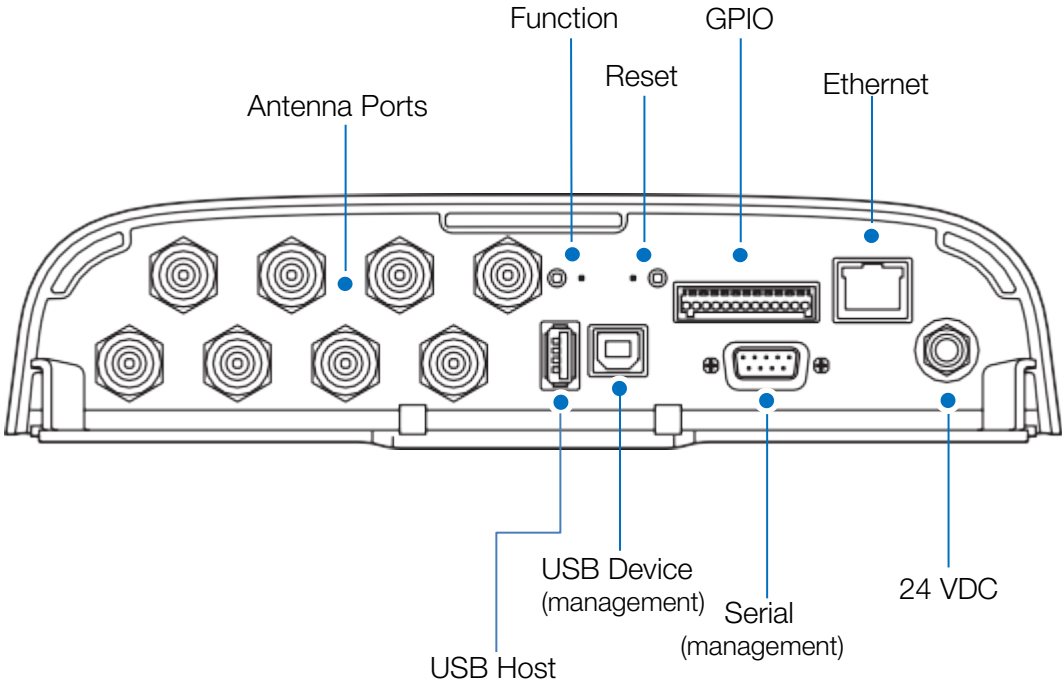 Function
GPIO
Reset
Ethernet
Antenna Ports
USB Device
(management)
24 VDC
Serial
(management)
USB Host